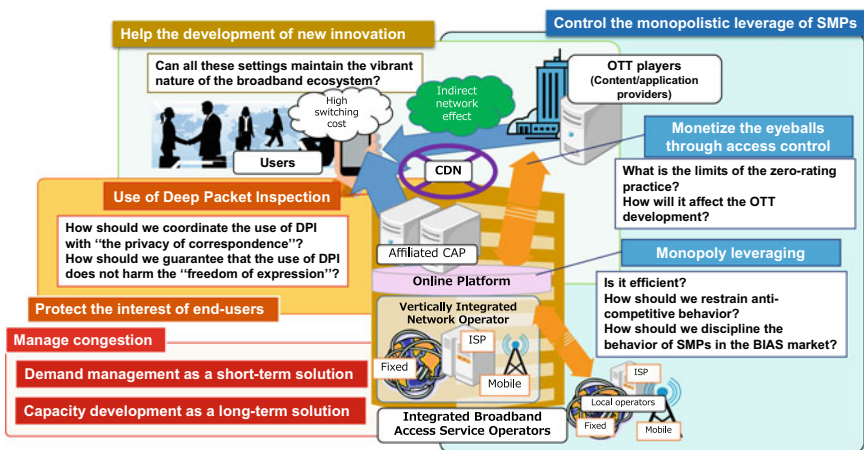 Help the development of new innovation
Control the monopolistic leverage of SMPs
Can all these settings maintain the vibrant
nature of the broadband ecosystem?
High
switching
cost
Indirect
network
effect
OTT players
(Content/application
providers)
Users
CDN
Monetize the eyeballs
through access control
What is the limits of the zero-rating
practice?
How will it affect the OTT
development?
Use of Deep Packet Inspection
How should we coordinate the use of DPI
with “the privacy of correspondence”?
How should we guarantee that the use of DPI
does not harm the “freedom of expression”?
Protect the interest of end-users
Affiliated CAP
Online Platform
Monopoly leveraging
Is it efficient?
How should we restrain anti-
competitive behavior?
How should we discipline the
behavior of SMPs in the BIAS market?
Vertically Integrated
Network Operator
ISP
Fixed
Mobile
Manage congestion
Demand management as a short-term solution
Capacity development as a long-term solution
Integrated Broadband
Access Service Operators
ISP
Local operators
Fixed
Mobile